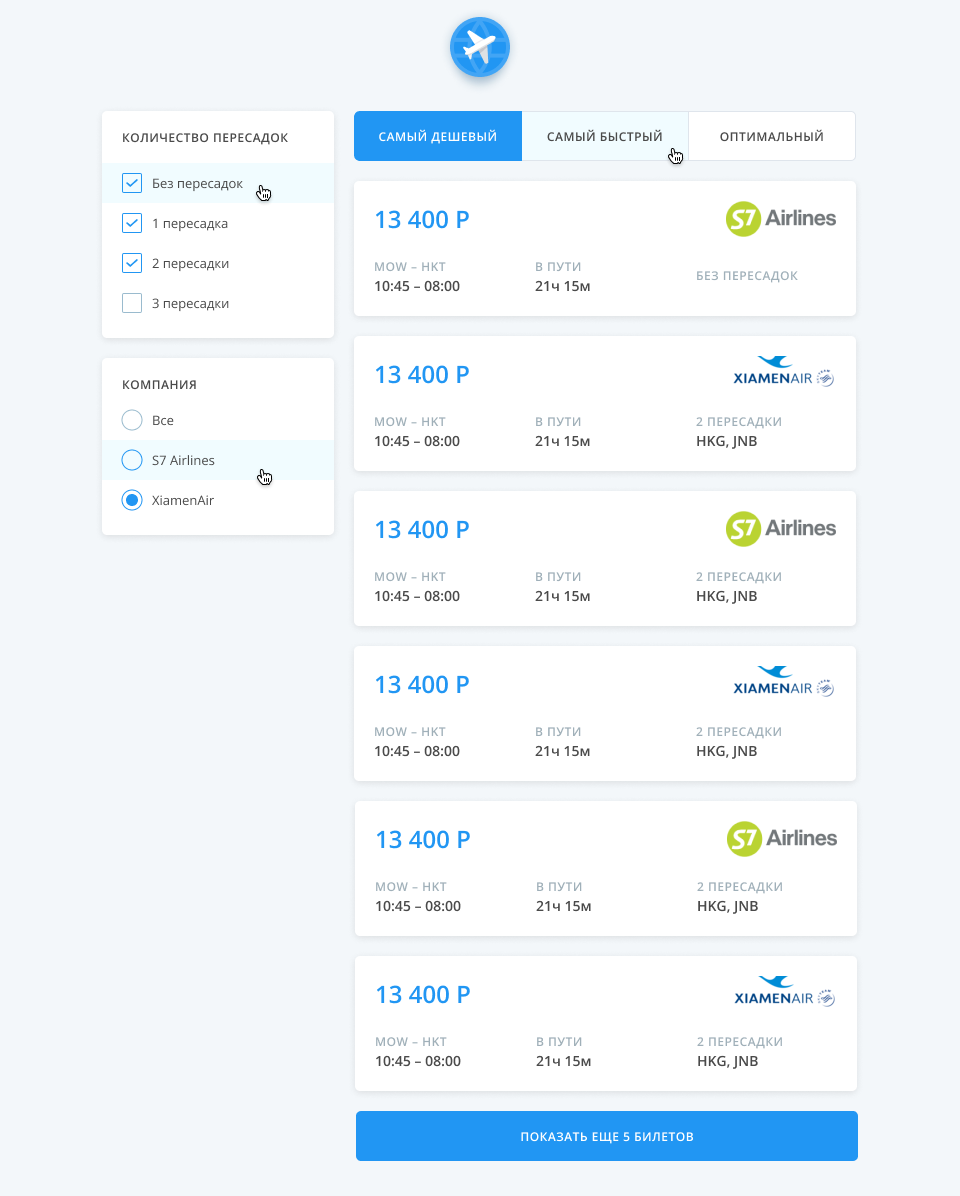 КОЛИЧЕСТВО ПЕРЕСАДОК
Без пересадок
1 пересадка
2 пересадки
3 пересадки
КОМПАНИЯ
Все
S7 Airlines
XiamenAir
САМЫЙ ДЕШЕВЫЙ САМЫЙ БЫСТРЫЙ ОПТИМАЛЬНЫЙ
13 400 Р S7 Airlines
MOW – HKT В ПУТИ БЕЗ ПЕРЕСАДОК
10:45 – 08:00 21ч 15м
13 400 Р XIAMENAIR
MOW – HKT В ПУТИ 2 ПЕРЕСАДКИ
10:45 – 08:00 21ч 15м HKG, JNB
13 400 Р S7 Airlines
MOW – HKT В ПУТИ 2 ПЕРЕСАДКИ
10:45 – 08:00 21ч 15м HKG, JNB
13 400 Р XIAMENAIR
MOW – HKT В ПУТИ 2 ПЕРЕСАДКИ
10:45 – 08:00 21ч 15м HKG, JNB
13 400 Р S7 Airlines
MOW – HKT В ПУТИ 2 ПЕРЕСАДКИ
10:45 – 08:00 21ч 15м HKG, JNB
13 400 Р XIAMENAIR
MOW – HKT В ПУТИ 2 ПЕРЕСАДКИ
10:45 – 08:00 21ч 15м HKG, JNB
ПОКАЗАТЬ ЕЩЕ 5 БИЛЕТОВ